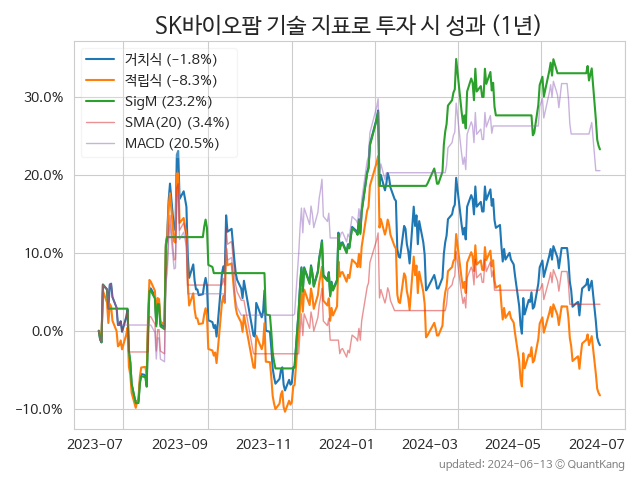 SK바이오팜 기술 지표로 투자 시 성과 (1년)
거치식 (-1.8%)
적립식 (-8.3%)
SigM (23.2%)
SMA(20) (3.4%)
MACD (20.5%)
30.0%
20.0%
10.0%
0.0%
-10.0%
2023-07 2023-09 2023-11 2024-01 2024-03 2024-05 2024-07
updated: 2024-06-13 © QuantKang